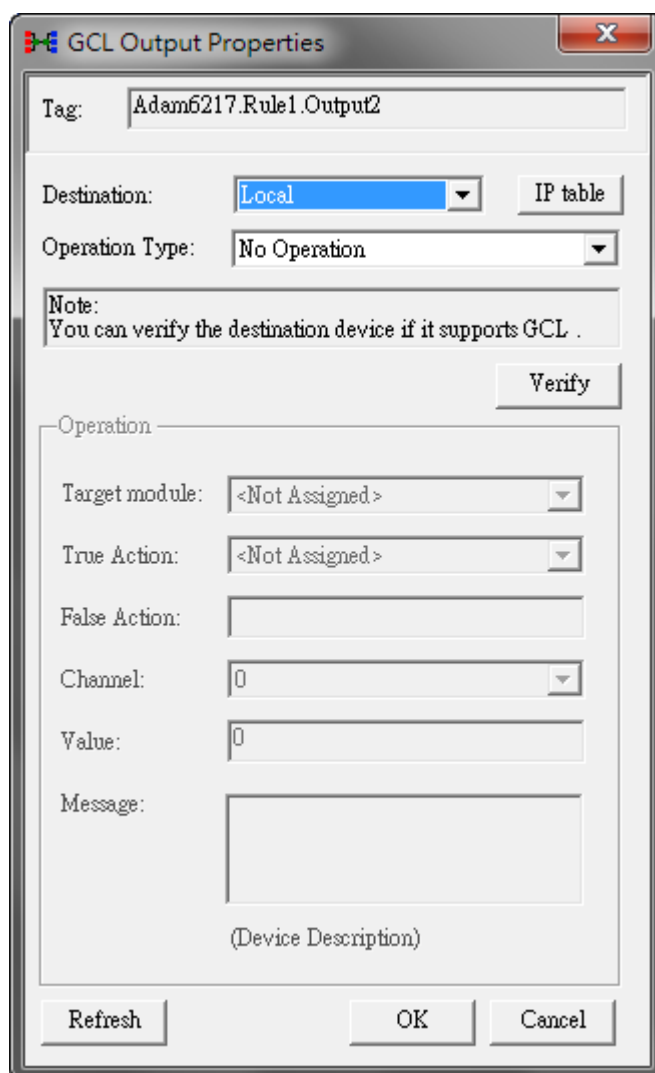 GCL Output Properties
Tag: Adam6217.Rule1.Output2
Destination: Local IP table
Operation Type: No Operation
Note:
You can verify the destination device if it supports GCL .
Verify
Operation
Target module: <Not Assigned>
True Action: <Not Assigned>
False Action:
Channel: 0
Value: 0
Message:
(Device Description)
Refresh OK Cancel